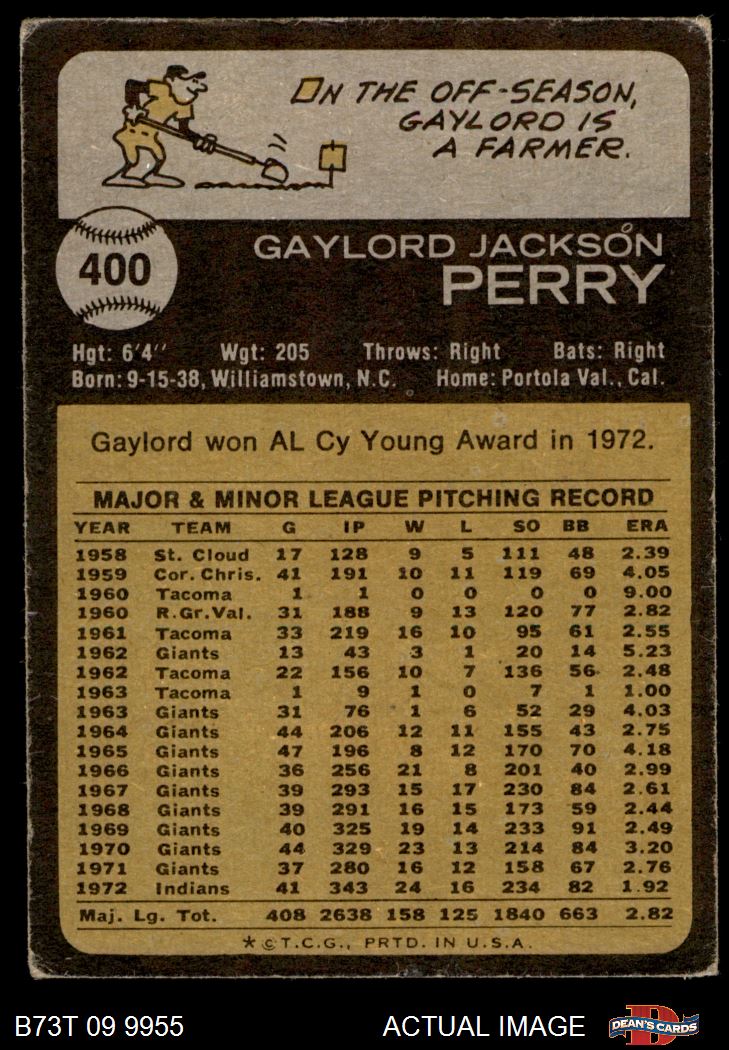 ON THE OFF-SEASON,
GAYLORD IS
A FARMER.
400
GAYLORD JACKSON
PERRY
Hgt: 6'4'' Wgt: 205 Throws: Right Bats: Right
Born: 9-15-38, Williamstown, N.C. Home: Portola Val., Cal.
Gaylord won AL Cy Young Award in 1972.
MAJOR & MINOR LEAGUE PITCHING RECORD
YEAR TEAM G IP W L SO BB ERA
1958 St. Cloud 17 128 9 5 111 48 2.39
1959 Cor. Chris. 41 191 10 11 119 69 4.05
1960 Tacoma 1 1 0 0 0 0 9.00
1960 R.Gr.Val. 31 188 9 13 120 77 2.82
1961 Tacoma 33 219 16 10 95 61 2.55
1962 Giants 13 43 3 1 20 14 5.23
1962 Tacoma 22 156 10 7 136 56 2.48
1963 Tacoma 1 9 1 0 7 1 1.00
1963 Giants 31 76 1 6 52 29 4.03
1964 Giants 44 206 12 11 155 43 2.75
1965 Giants 47 196 8 12 170 70 4.18
1966 Giants 36 256 21 8 201 40 2.99
1967 Giants 39 293 15 17 230 84 2.61
1968 Giants 39 291 16 15 173 59 2.44
1969 Giants 40 325 19 14 233 91 2.49
1970 Giants 44 329 23 13 214 84 3.20
1971 Giants 37 280 16 12 158 67 2.76
1972 Indians 41 343 24 16 234 82 1.92
Maj. Lg. Tot. 408 2638 158 125 1840 663 2.82
*©T.C.G., PRTD. IN U.S.A.
B73T 09 9955 ACTUAL IMAGE D DEAN'S CARDS